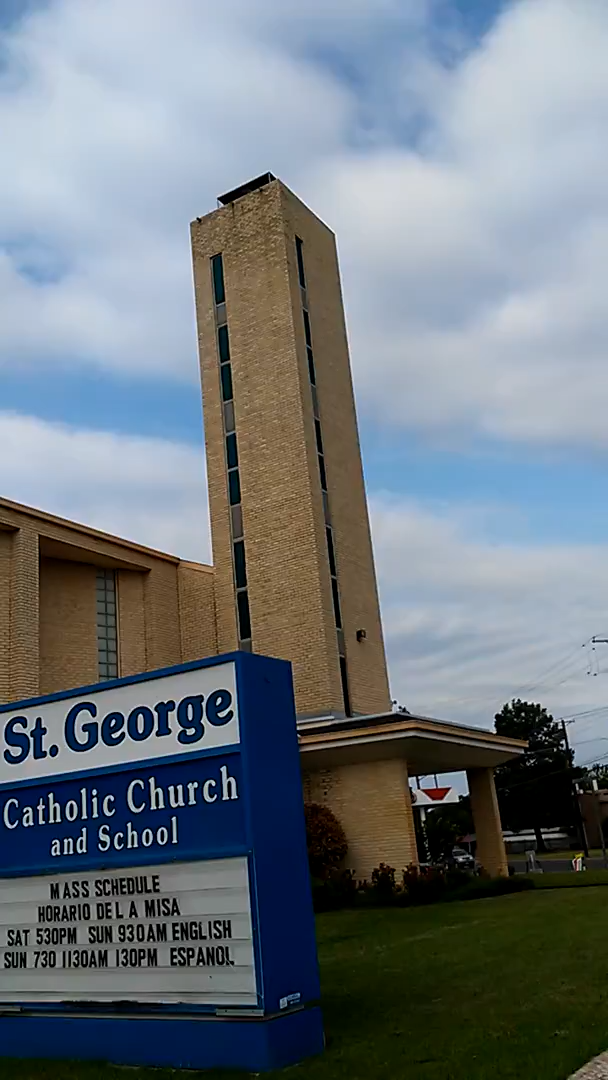 St. George
Catholic Church
and School
MASS SCHEDULE
HORARIO DE L A MISA
SAT 530PM SUN 930AM ENGLISH
SUN 730 1130AM 130PM ESPANOL